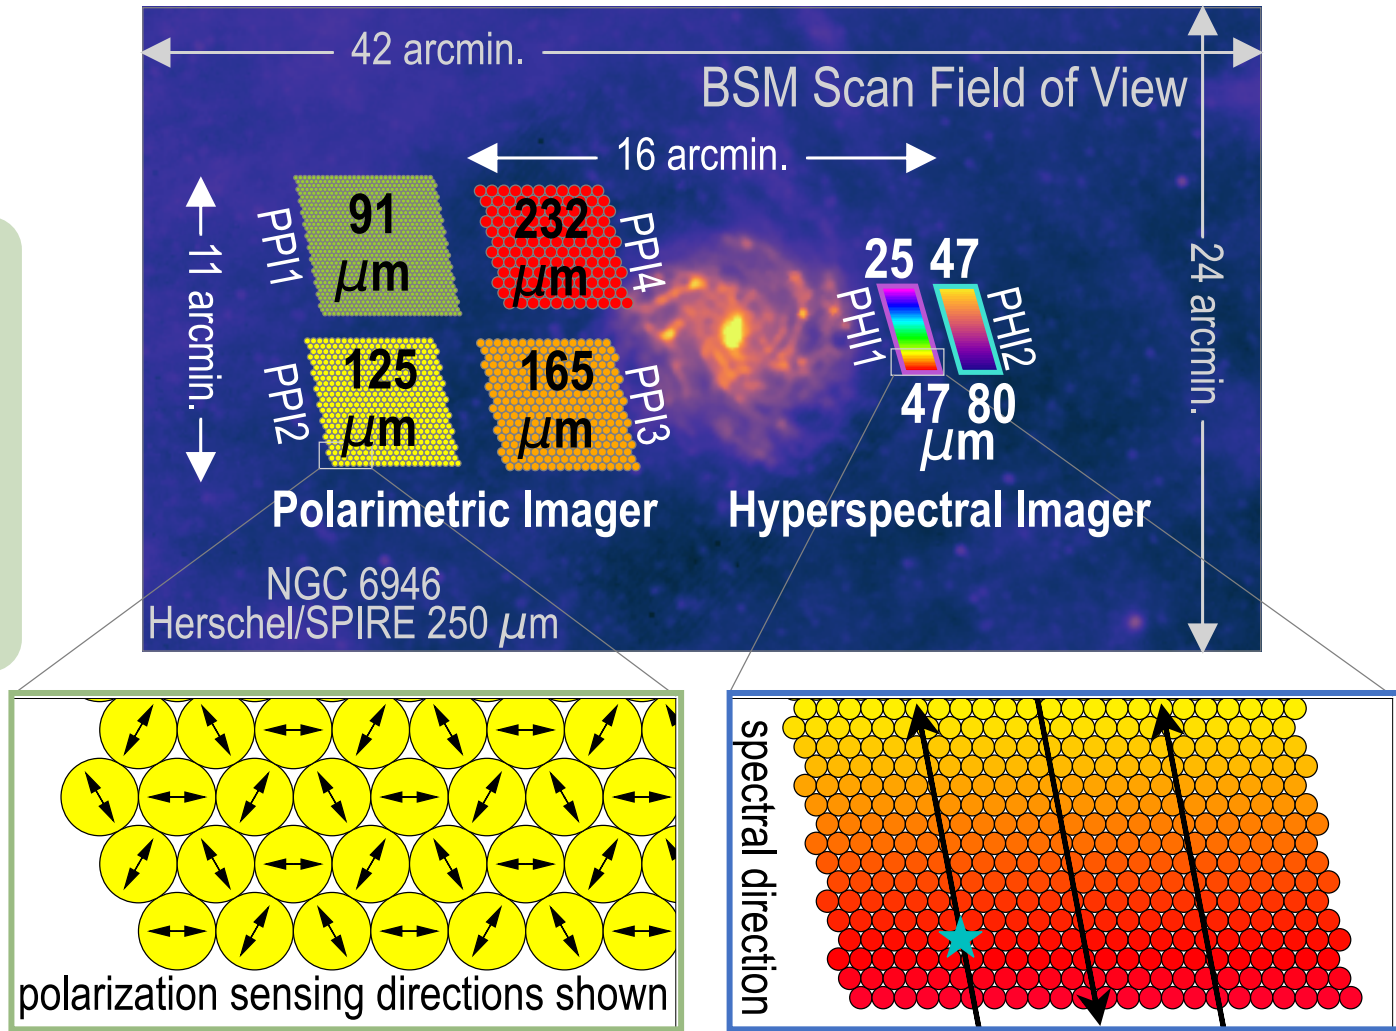 42 arcmin.
BSM Scan Field of View
16 arcmin.
11 arcmin.
24 arcmin.
PPI1
91
μm
232
μm
PPI4
PPI2
125
μm
165
μm
PPI3
25 47
PHI1
PHI2
47 80
μm
Polarimetric Imager
Hyperspectral Imager
NGC 6946
Herschel/SPIRE 250 μm
polarization sensing directions shown
spectral direction